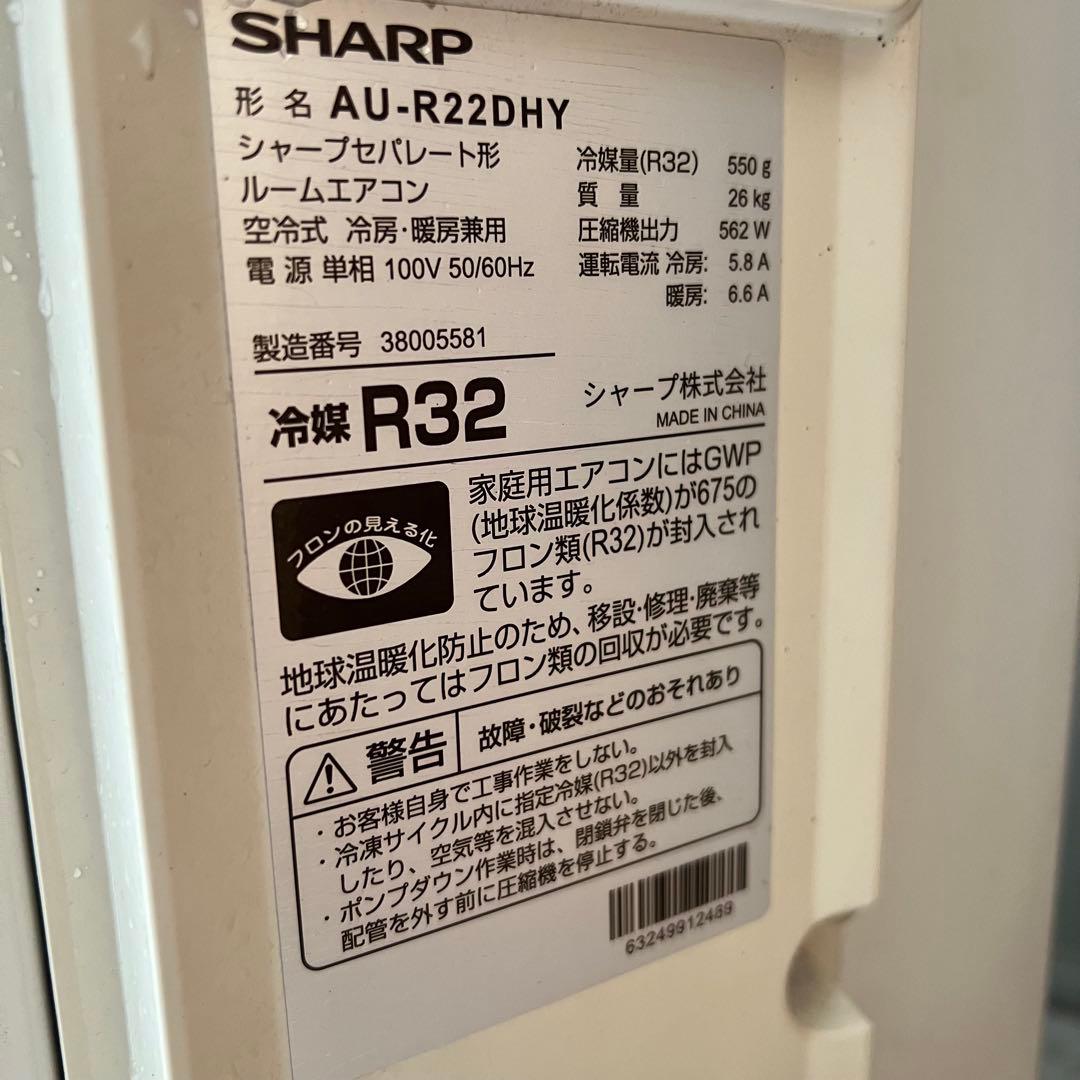 SHARP
形名 AU-R22DHY
シャープセパレート形
ルームエアコン
空冷式 冷房・暖房兼用
電源 単相 100V 50/60Hz
冷媒量(R32) 550 g
質量 26 kg
圧縮機出力 562 W
運転電流 冷房: 5.8 A
暖房: 6.6 A
製造番号 38005581
冷媒 R32
シャープ株式会社
MADE IN CHINA
フロンの見える化
家庭用エアコンにはGWP
(地球温暖化係数)が675の
フロン類(R32)が封入され
ています。
地球温暖化防止のため、移設・修理・廃棄等
にあたってはフロン類の回収が必要です。
警告 故障・破裂などのおそれあり
・お客様自身で工事作業をしない。
・冷凍サイクル内に指定冷媒(R32)以外を封入
したり、空気等を混入させない。
・ポンプダウン作業時は、閉鎖弁を閉じた後、
配管を外す前に圧縮機を停止する。
63249912489